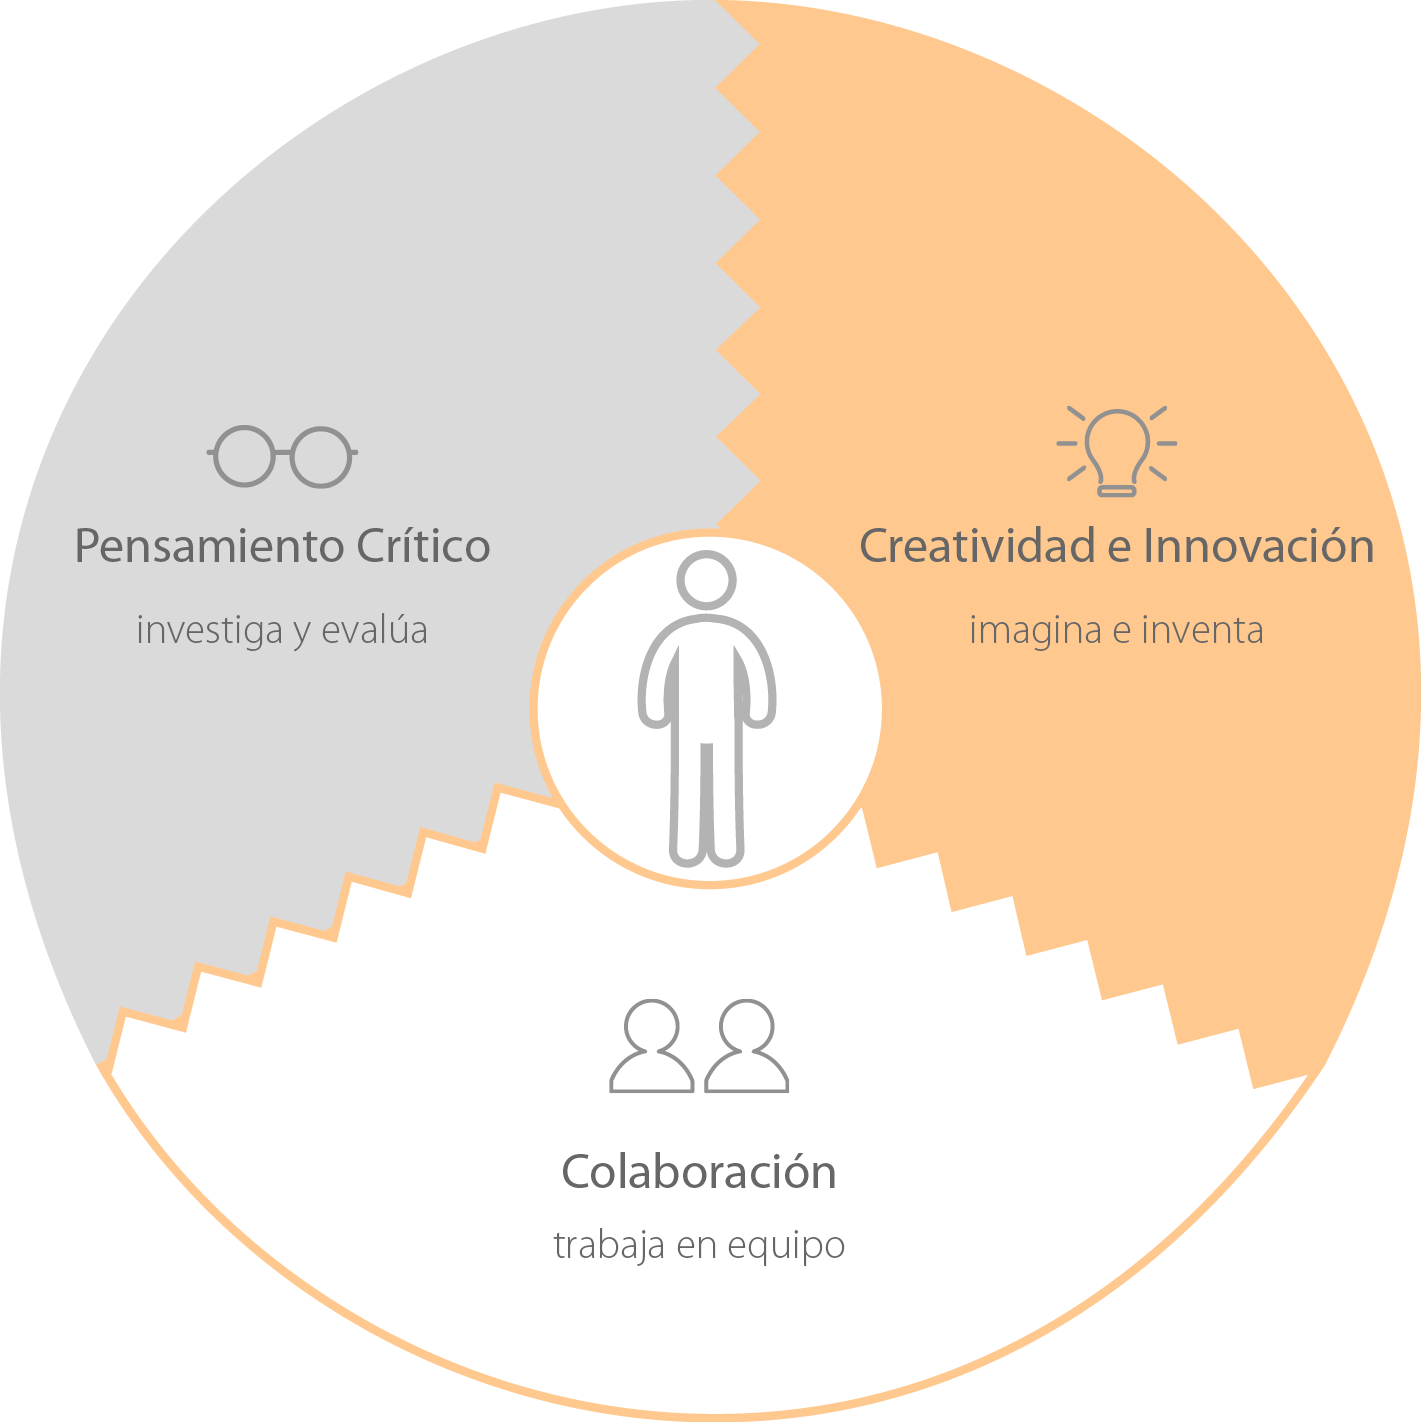 Pensamiento Crítico
investiga y evalúa
Creatividad e Innovación
imagina e inventa
Colaboración
trabaja en equipo